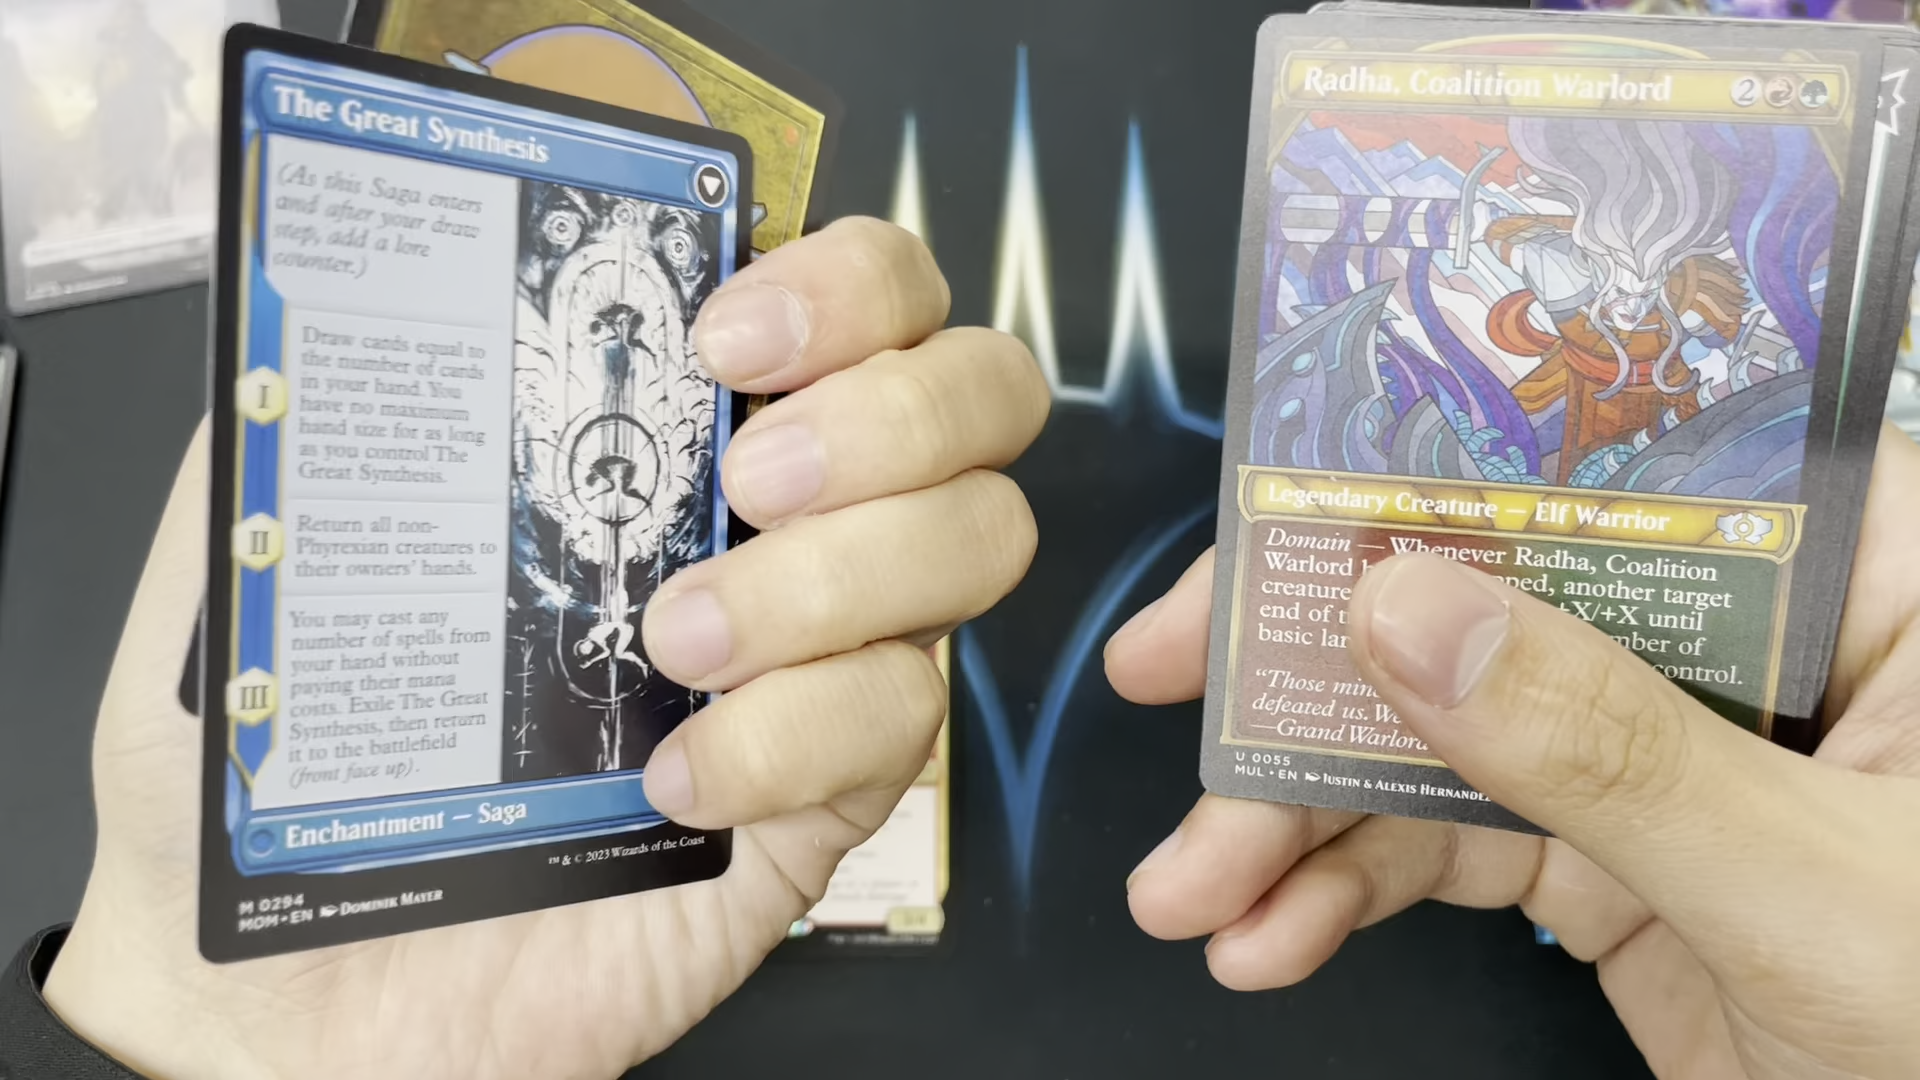 The Great Synthesis
(As this Saga enters
and after your draw
step, add a lore
counter.)
I
Draw cards equal to
the number of cards
in your hand. You
have no maximum
hand size for as long
as you control The
Great Synthesis.
II
Return all non-
Phyrexian creatures to
their owners' hands.
III
You may cast any
number of spells from
your hand without
paying their mana
costs. Exile The Great
Synthesis, then return
it to the battlefield
(front face up).
Enchantment — Saga
™ & © 2023 Wizards of the Coast
M 0294
MOM • EN DOMINIK MAYER
Radha, Coalition Warlord 2
Legendary Creature — Elf Warrior
Domain — Whenever Radha, Coalition
Warlord another target
creature +X/+X until
end of
basic control.
"Those
defeated us.
—Grand
U 0055
MUL • EN JUSTIN & ALEXIS HERNANDEZ